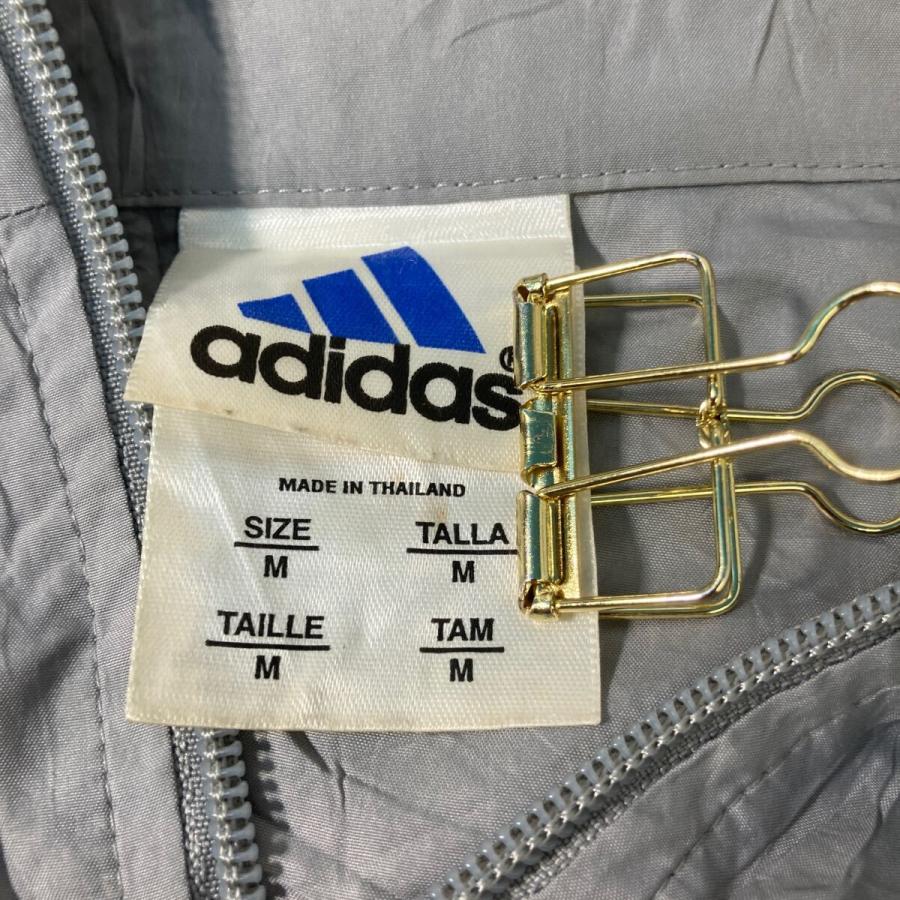 adidas®
MADE IN THAILAND
SIZE TALLA
M M
TAILLE TAM
M M